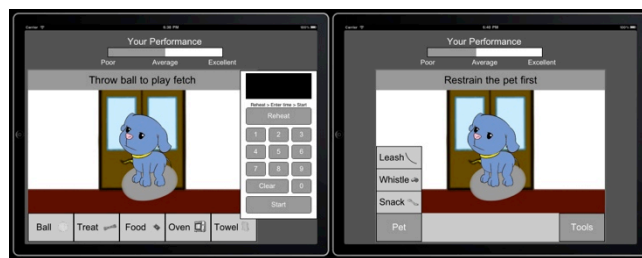 Your Performance
Poor Average Excellent
Throw ball to play fetch
Reheat > Enter time > Start
Reheat
1 2 3
4 5 6
7 8 9
Clear 0
Start
Ball Treat Food Oven Towel
Your Performance
Poor Average Excellent
Restrain the pet first
Leash
Whistle
Snack
Pet Tools